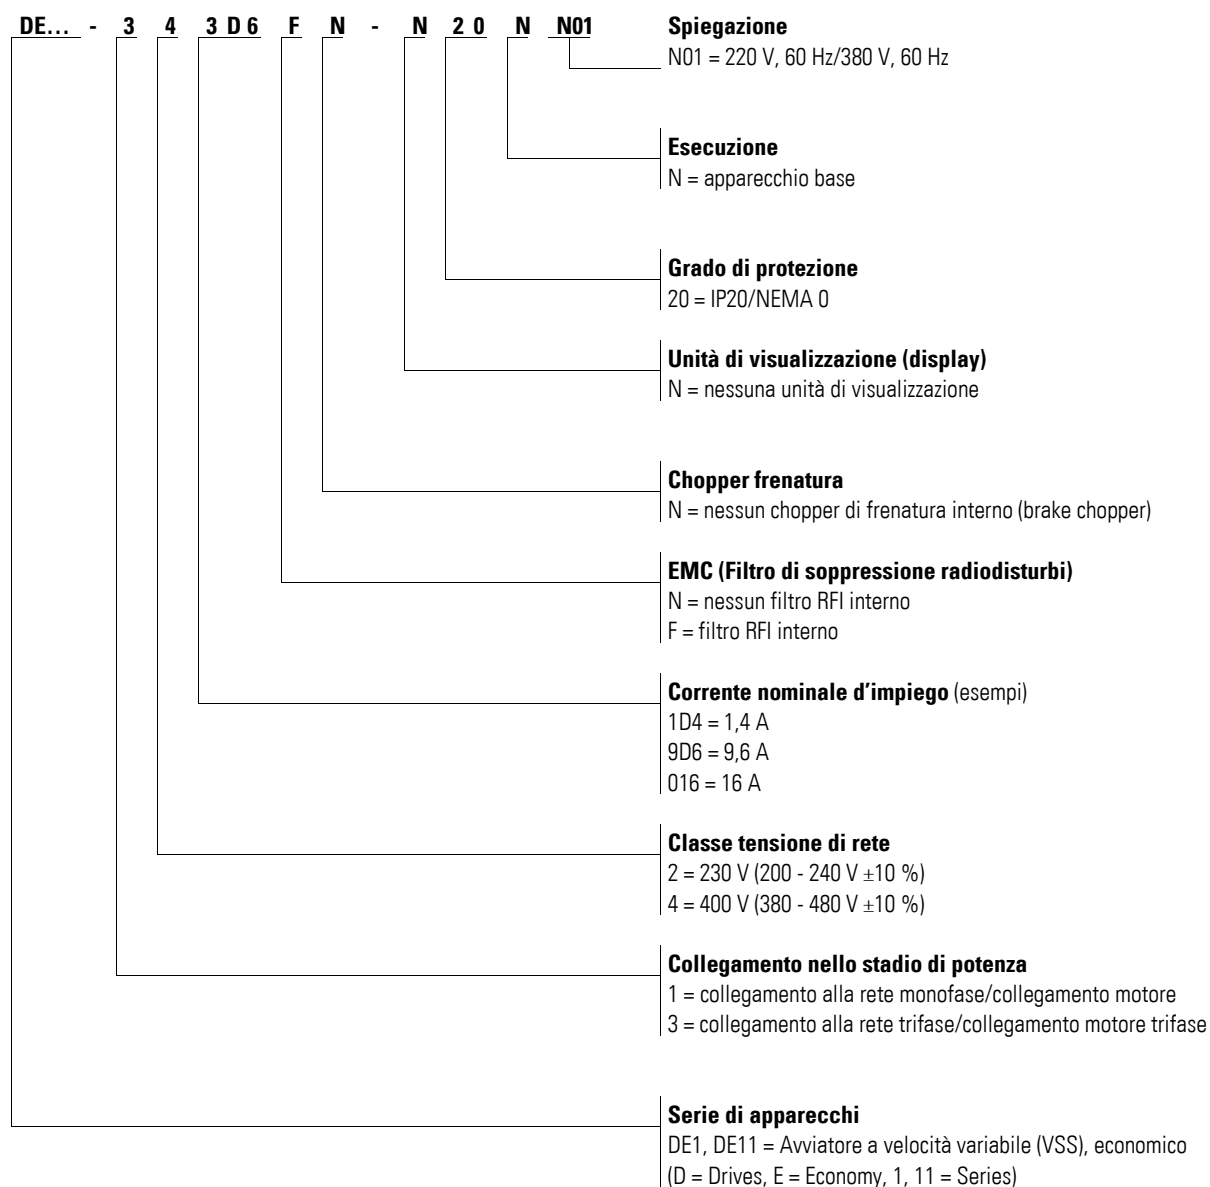 DE... - 3 4 3 D 6 F N - N 2 0 N N01
Spiegazione
N01 = 220 V, 60 Hz/380 V, 60 Hz
Esecuzione
N = apparecchio base
Grado di protezione
20 = IP20/NEMA 0
Unità di visualizzazione (display)
N = nessuna unità di visualizzazione
Chopper frenatura
N = nessun chopper di frenatura interno (brake chopper)
EMC (Filtro di soppressione radiodisturbi)
N = nessun filtro RFI interno
F = filtro RFI interno
Corrente nominale d'impiego (esempi)
1D4 = 1,4 A
9D6 = 9,6 A
016 = 16 A
Classe tensione di rete
2 = 230 V (200 - 240 V ±10 %)
4 = 400 V (380 - 480 V ±10 %)
Collegamento nello stadio di potenza
1 = collegamento alla rete monofase/collegamento motore
3 = collegamento alla rete trifase/collegamento motore trifase
Serie di apparecchi
DE1, DE11 = Avviatore a velocità variabile (VSS), economico
(D = Drives, E = Economy, 1, 11 = Series)